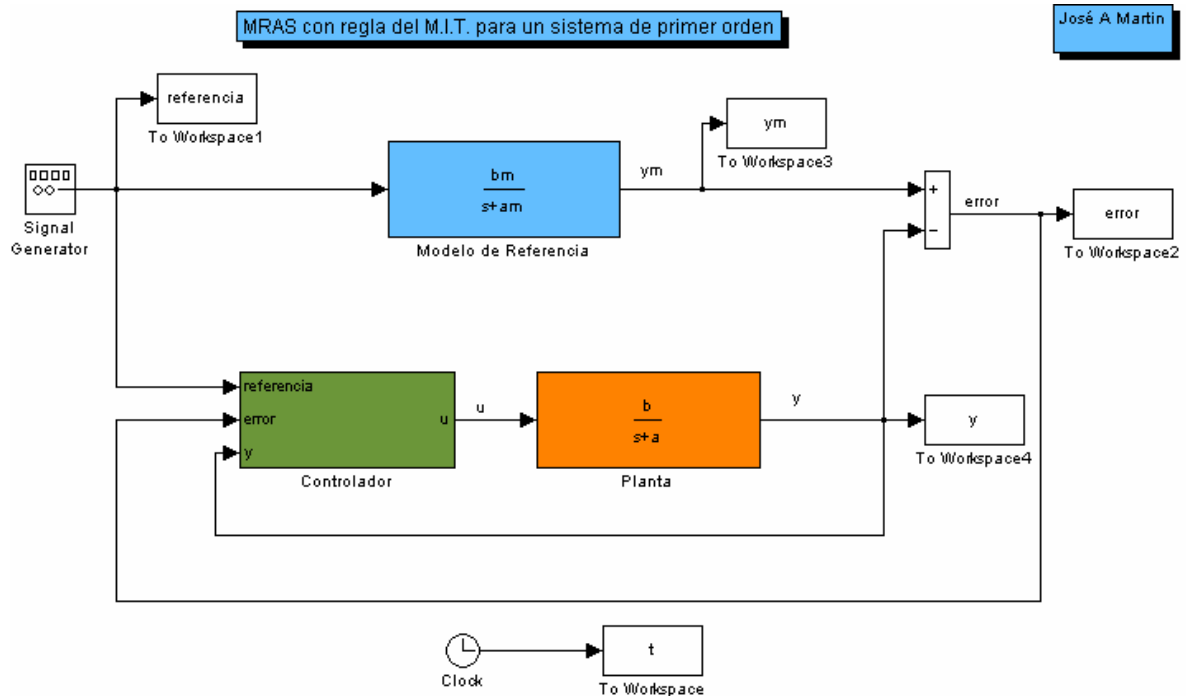 MRAS con regla del M.I.T. para un sistema de primer orden
José A Martin
referencia
To Workspace1
ym
To Workspace3
Signal
Generator
bm
s+am
Modelo de Referencia
ym
+
−
error
error
To Workspace2
referencia
error
y
u
Controlador
u
b
s+a
Planta
y
y
To Workspace4
Clock
t
To Workspace